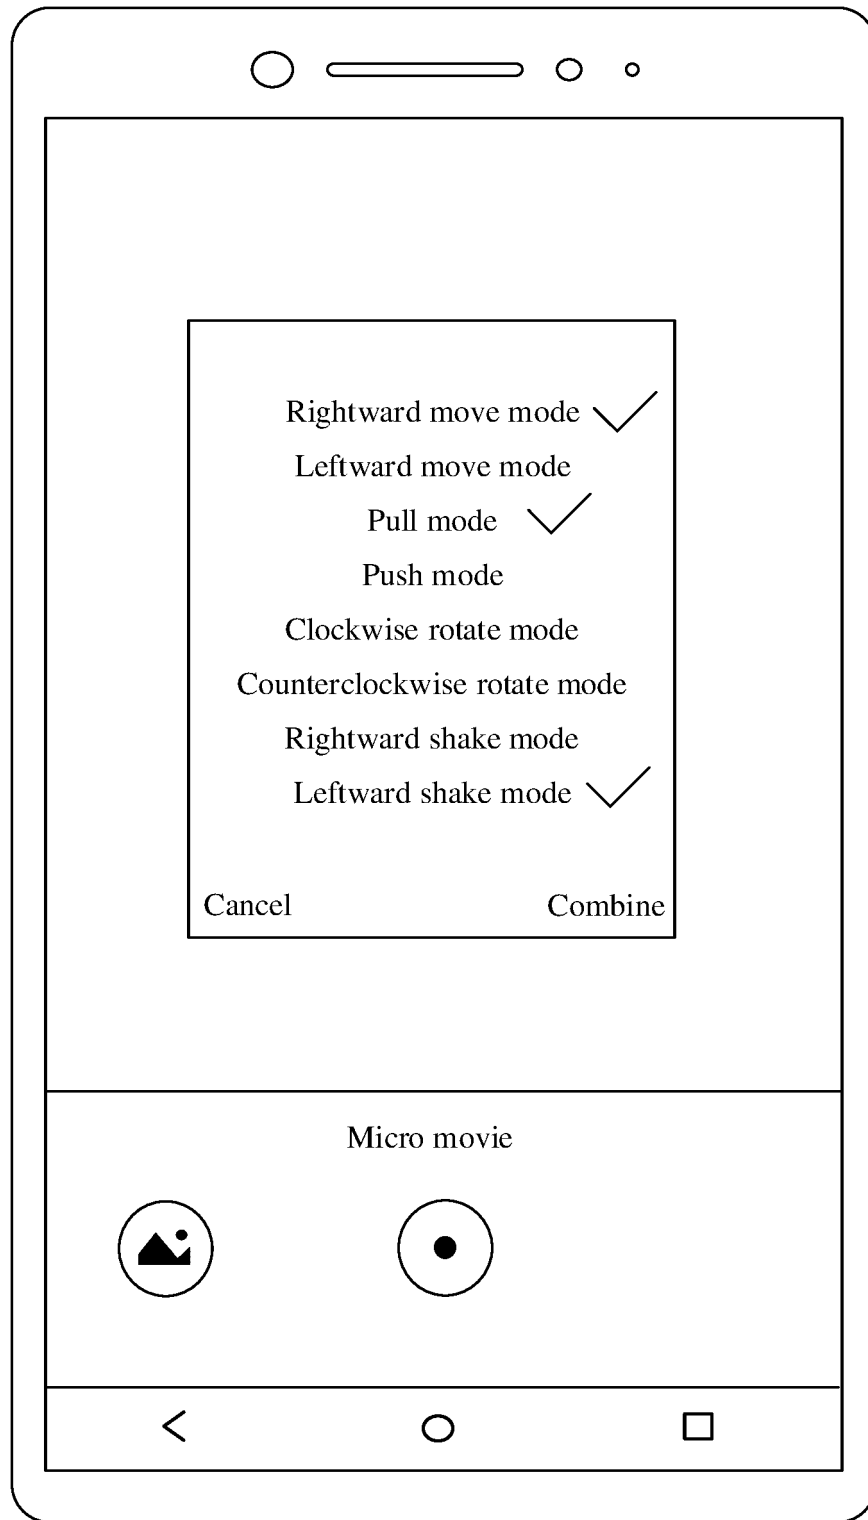 Rightward move mode
Leftward move mode
Pull mode
Push mode
Clockwise rotate mode
Counterclockwise rotate mode
Rightward shake mode
Leftward shake mode
Cancel Combine
Micro movie